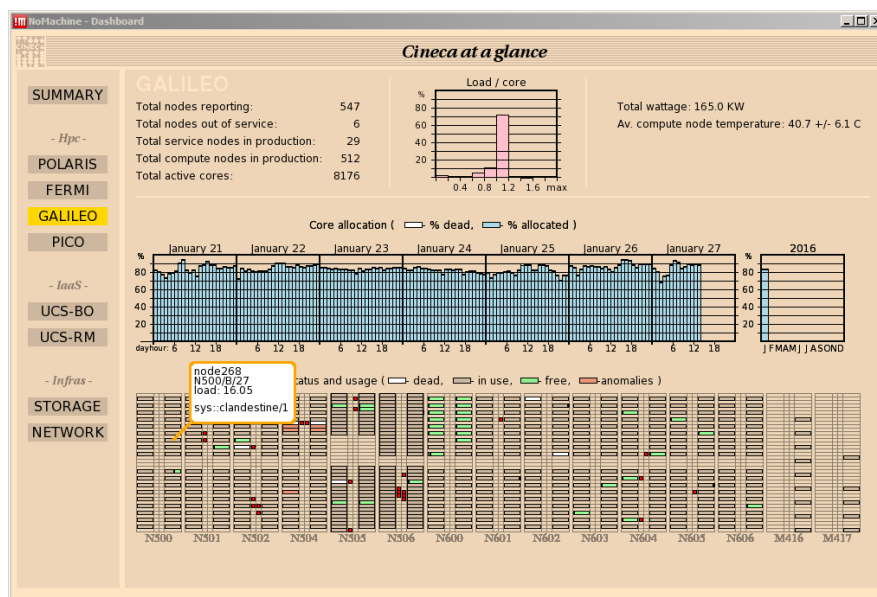 NoMachine - Dashboard
CINECA
Cineca at a glance
SUMMARY
- Hpc -
POLARIS
FERMI
GALILEO
PICO
- IaaS -
UCS-BO
UCS-RM
- Infras -
STORAGE
NETWORK
GALILEO
Total nodes reporting: 547
Total nodes out of service: 6
Total service nodes in production: 29
Total compute nodes in production: 512
Total active cores: 8176
Load / core
%
80
60
40
20
0.4 0.8 1.2 1.6 max
Total wattage: 165.0 KW
Av. compute node temperature: 40.7 +/- 6.1 C
Core allocation ( - % dead, - % allocated )
% January 21 January 22 January 23 January 24 January 25 January 26 January 27 % 2016
80 80
60 60
40 40
20 20
day hour: 6 12 18 6 12 18 6 12 18 6 12 18 6 12 18 6 12 18 6 12 18 J F M A M J J A S O N D
node268
N500/B/27
load: 16.05
sys::clandestine/1
status and usage ( - dead, - in use, - free, - anomalies )
N500 N501 N502 N504 N505 N506 N600 N601 N602 N603 N604 N605 N606 M416 M417